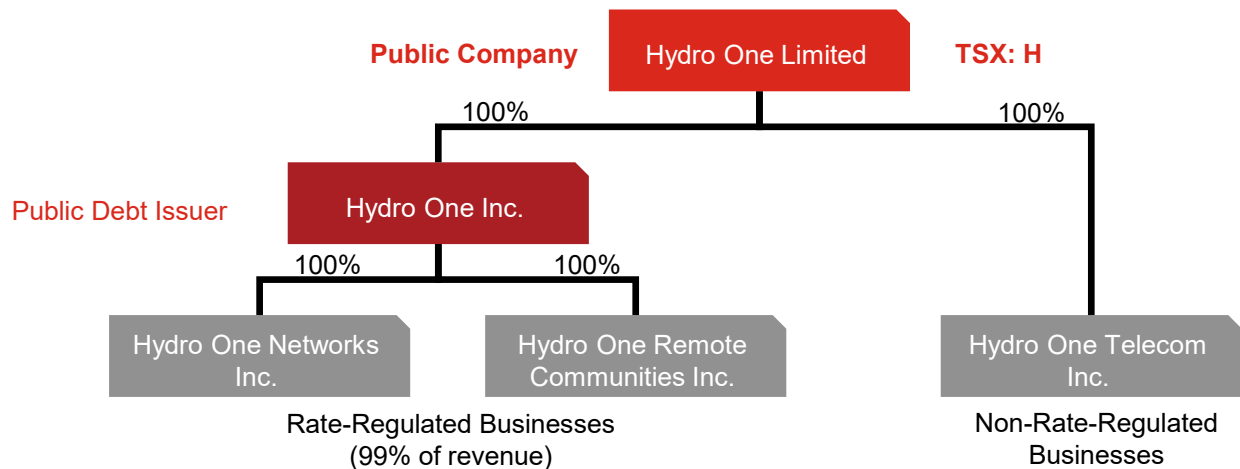 Public Company
Hydro One Limited
TSX: H
100%
100%
Public Debt Issuer
Hydro One Inc.
100%
100%
Hydro One Networks
Inc.
Hydro One Remote
Communities Inc.
Hydro One Telecom
Inc.
Rate-Regulated Businesses
(99% of revenue)
Non-Rate-Regulated
Businesses